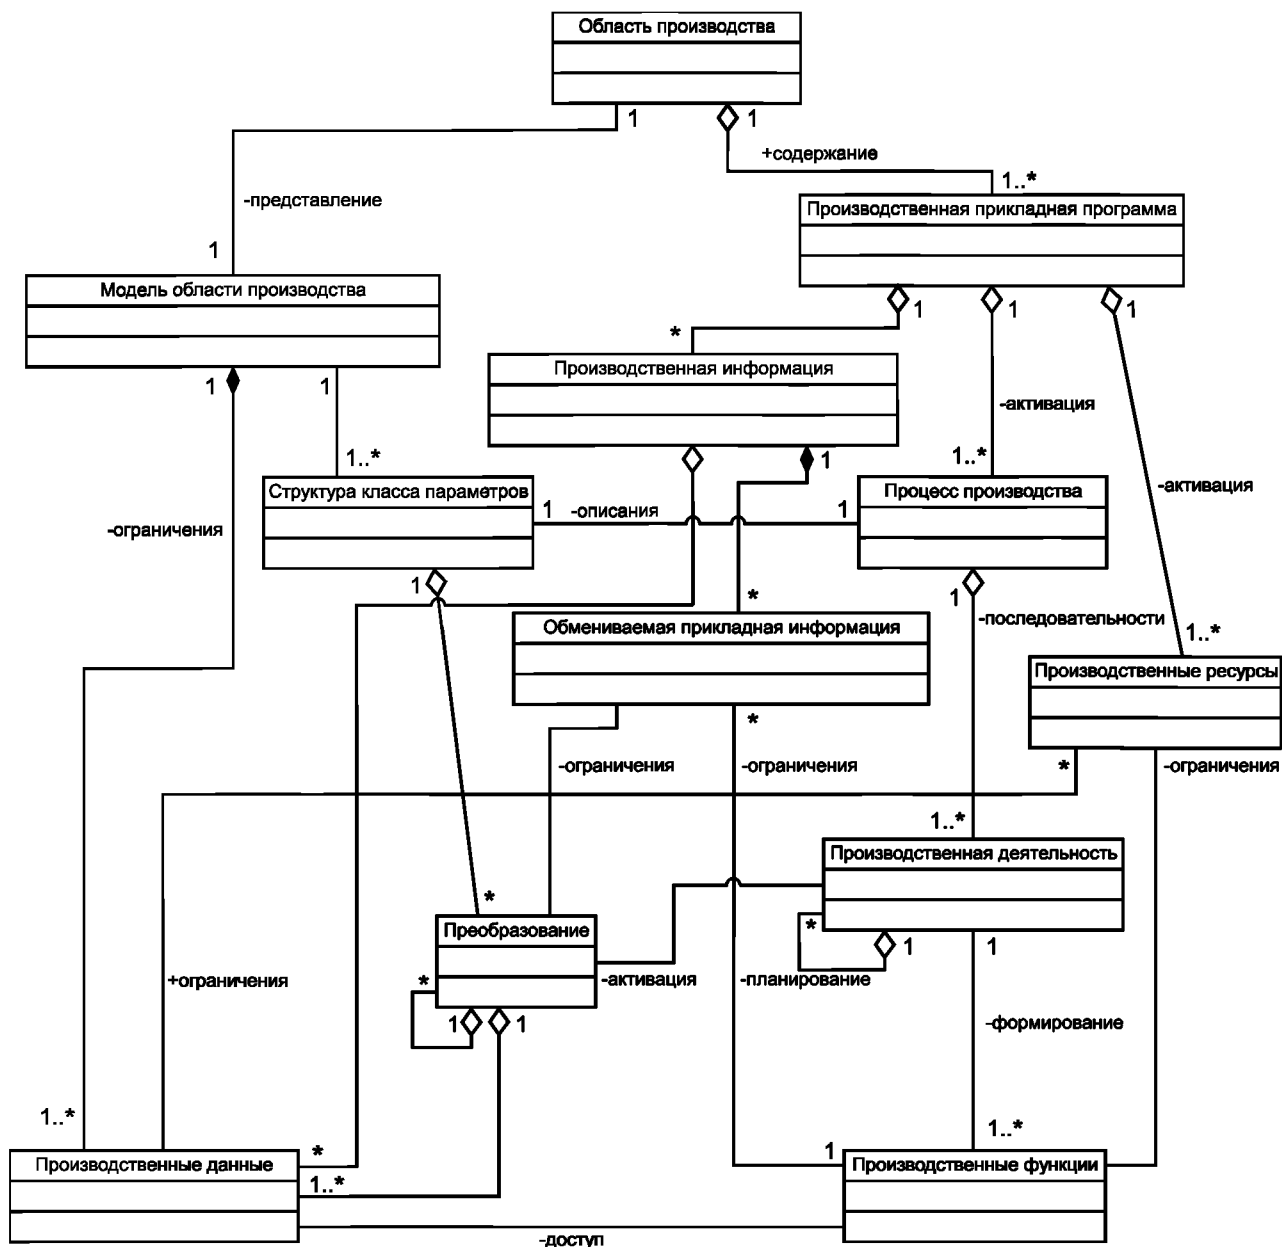 Область производства
1
1
+содержание
1..*
-представление
Производственная прикладная программа
1
Модель области производства
1
1
1
*
Производственная информация
1
1
-активация
1..*
1..*
1
Структура класса параметров
Процесс производства
-активация
1
-описания
1
-ограничения
1
*
1
-последовательности
Обмениваемая прикладная информация
1..*
Производственные ресурсы
*
-ограничения
-ограничения
*
-ограничения
1..*
Производственная деятельность
*
*
Преобразование
1
1
*
-активация
-планирование
+ограничения
1
1
-формирование
1..*
1..*
*
1
Производственные данные
Производственные функции
1..*
-доступ